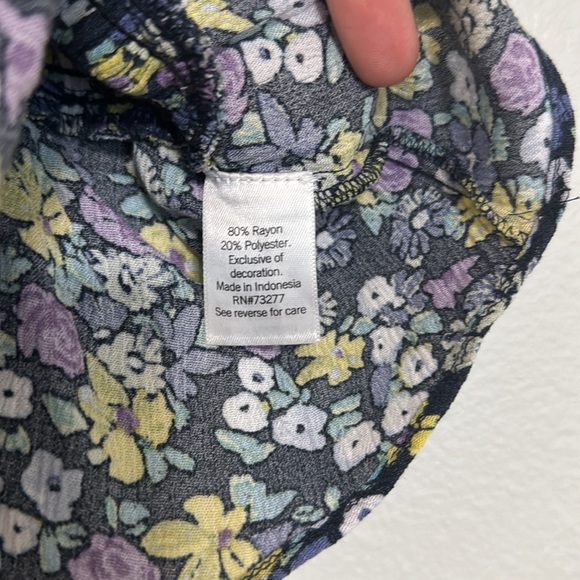 80% Rayon
20% Polyester.
Exclusive of
decoration.
Made in Indonesia
RN#73277
See reverse for care